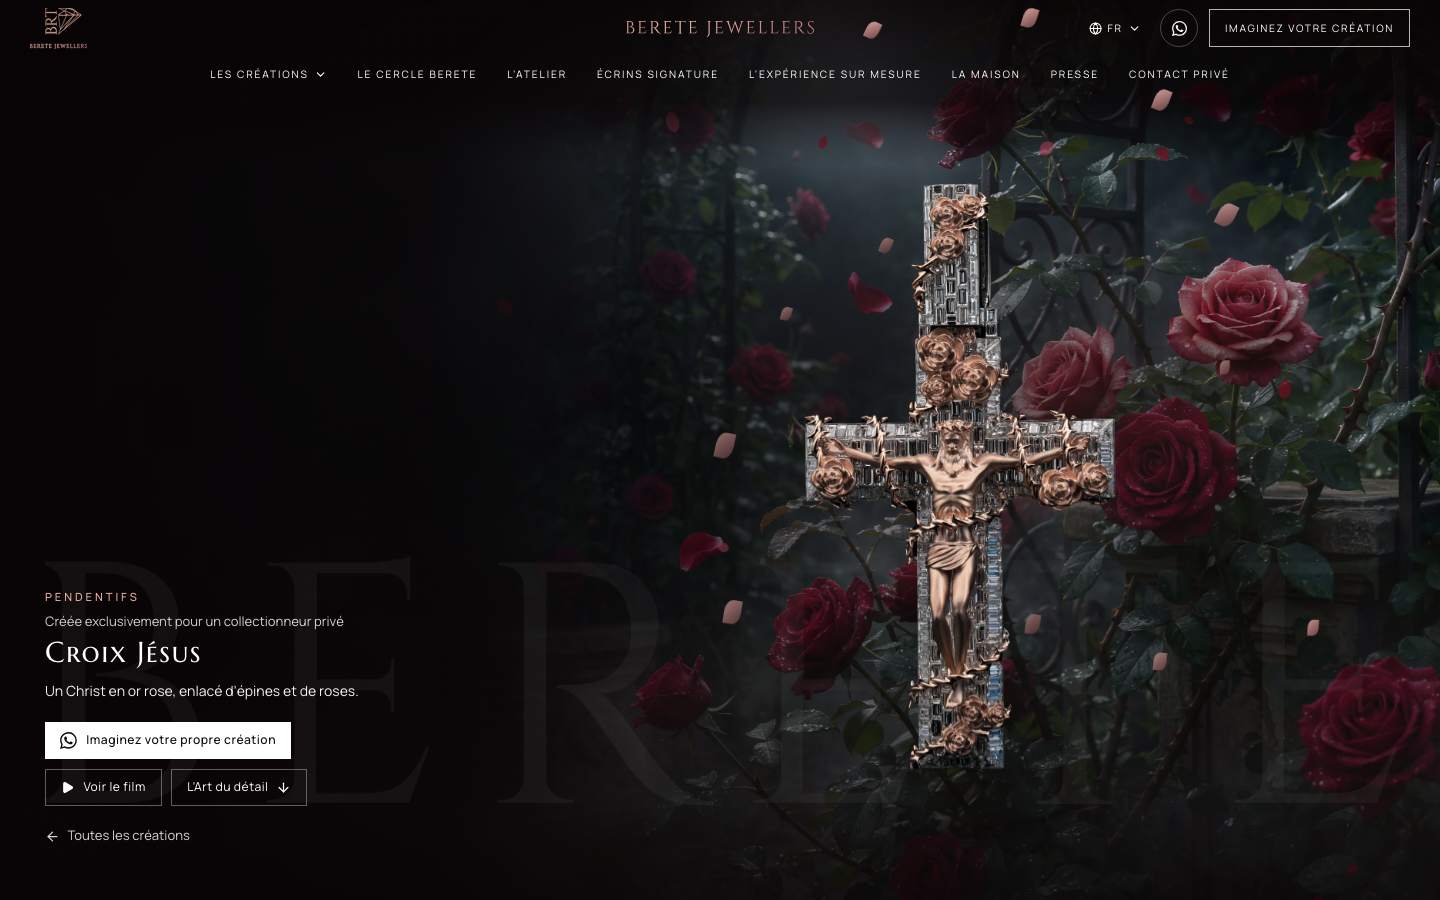 BRT
BERETE JEWELLERS
BERETE JEWELLERS
FR
IMAGINEZ VOTRE CRÉATION
LES CRÉATIONS
LE CERCLE BERETE
L'ATELIER
ÉCRINS SIGNATURE
L'EXPÉRIENCE SUR MESURE
LA MAISON
PRESSE
CONTACT PRIVÉ
BERETE
PENDENTIFS
Créée exclusivement pour un collectionneur privé
Croix Jésus
Un Christ en or rose, enlacé d'épines et de roses.
Imaginez votre propre création
Voir le film
L'Art du détail
Toutes les créations